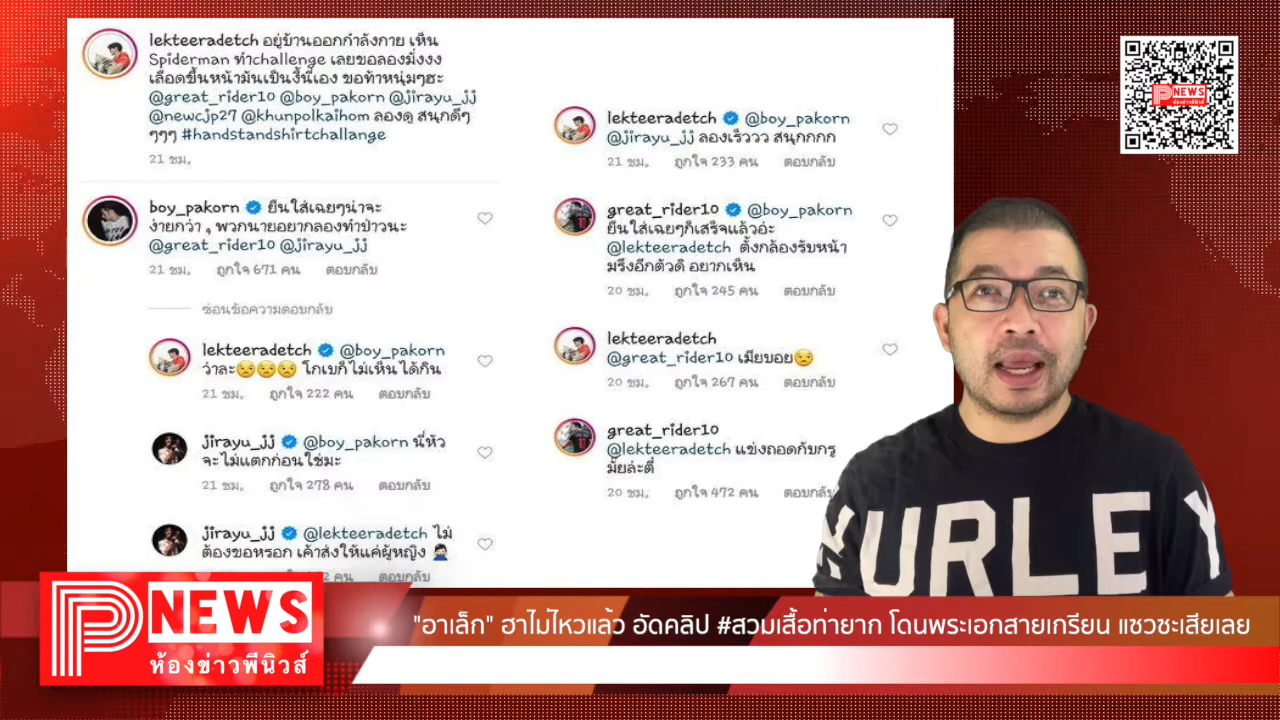 lekteeradetch อยู่บ้านออกกำลังกาย เห็น
Spiderman ทำchallenge เลยขอลองมั่งงง
เลือดขึ้นหน้ามันเป็นงี้นี่เอง ขอท้าหนุ่มๆฮะ
@great_rider10 @boy_pakorn @jirayu_jj
@newcjp27 @khunpolkaihom ลองดู สนุกดีๆ
ๆๆๆ #handstandshirtchallange
21 ชม.
boy_pakorn ยืนใส่เฉยๆน่าจะ
ง่ายกว่า , พวกนายอยากลองทำป่าวนะ
@great_rider10 @jirayu_jj
21 ชม. ถูกใจ 671 คน ตอบกลับ
ซ่อนข้อความตอบกลับ
lekteeradetch @boy_pakorn
ว่าละ😒😒😒 โกเบก็ไม่เห็นได้กิน
21 ชม. ถูกใจ 222 คน ตอบกลับ
jirayu_jj @boy_pakorn นี่หัว
จะไม่แตกก่อนใช่มะ
21 ชม. ถูกใจ 278 คน ตอบกลับ
jirayu_jj @lekteeradetch ไม่
ต้องขอหรอก เค้าส่งให้แค่ผู้หญิง 🤦🏻‍♂️
คน ตอบกลับ
lekteeradetch @boy_pakorn
@jirayu_jj ลองเร็ววว สนุกกกก
21 ชม. ถูกใจ 233 คน ตอบกลับ
great_rider10 @boy_pakorn
ยืนใส่เฉยๆก็เสร็จแล้วอ่ะ
@lekteeradetch ตั้งกล้องรับหน้า
มรึงอีกตัวดิ อยากเห็น
20 ชม. ถูกใจ 245 คน ตอบกลับ
lekteeradetch
@great_rider10 เมียบอย😒
20 ชม. ถูกใจ 267 คน ตอบกลับ
great_rider10
@lekteeradetch แข่งถอดกับกรู
มั้ยล่ะตี๋
20 ชม. ถูกใจ 472 คน ตอบกลับ
P NEWS
ห้องข่าวพีนิวส์
HURLEY
P NEWS
ห้องข่าวพีนิวส์
"อาเล็ก" ฮาไม่ไหวแล้ว อัดคลิป #สวมเสื้อท่ายาก โดนพระเอกสายเกรียน แซวซะเสียเลย